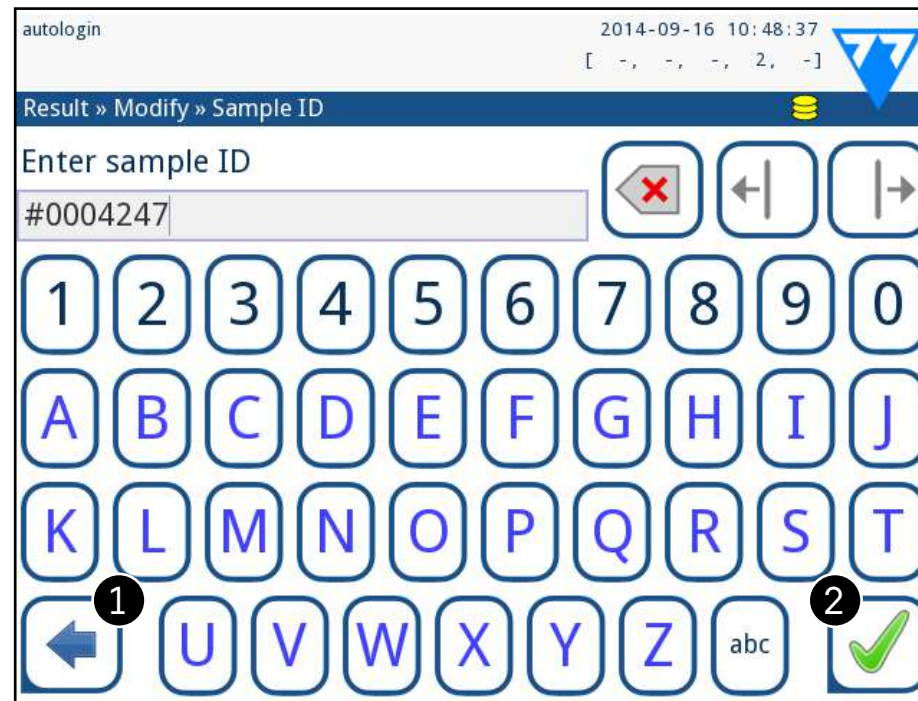 autologin
2014-09-16 10:48:37
[ -, -, -, 2, -]
Result » Modify » Sample ID
Enter sample ID
#0004247
1 2 3 4 5 6 7 8 9 0
A B C D E F G H I J
K L M N O P Q R S T
1 U V W X Y Z abc 2